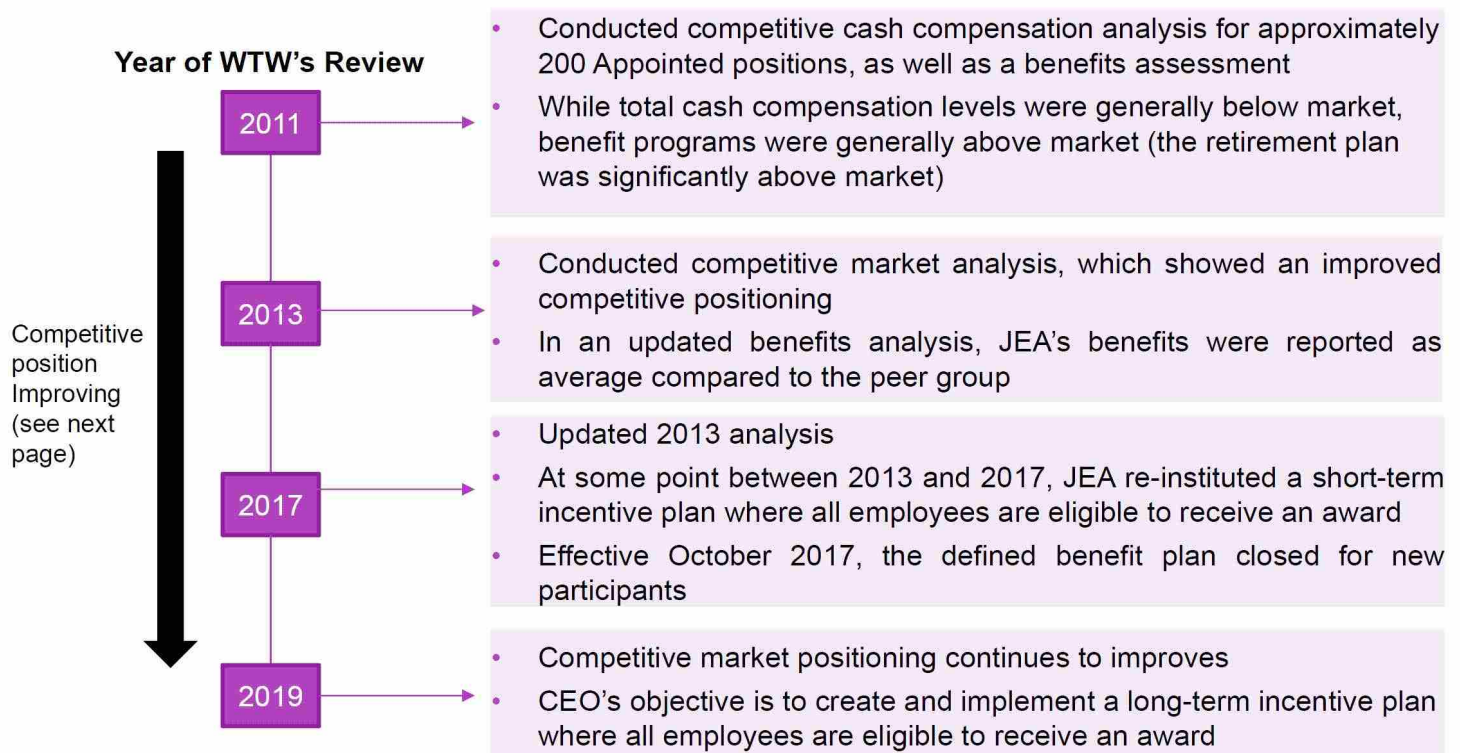 Year of WTW's Review
2011
• Conducted competitive cash compensation analysis for approximately
200 Appointed positions, as well as a benefits assessment
• While total cash compensation levels were generally below market,
benefit programs were generally above market (the retirement plan
was significantly above market)
2013
• Conducted competitive market analysis, which showed an improved
competitive positioning
• In an updated benefits analysis, JEA's benefits were reported as
average compared to the peer group
Competitive
position
Improving
(see next
page)
2017
• Updated 2013 analysis
• At some point between 2013 and 2017, JEA re-instituted a short-term
incentive plan where all employees are eligible to receive an award
• Effective October 2017, the defined benefit plan closed for new
participants
2019
• Competitive market positioning continues to improves
• CEO's objective is to create and implement a long-term incentive plan
where all employees are eligible to receive an award